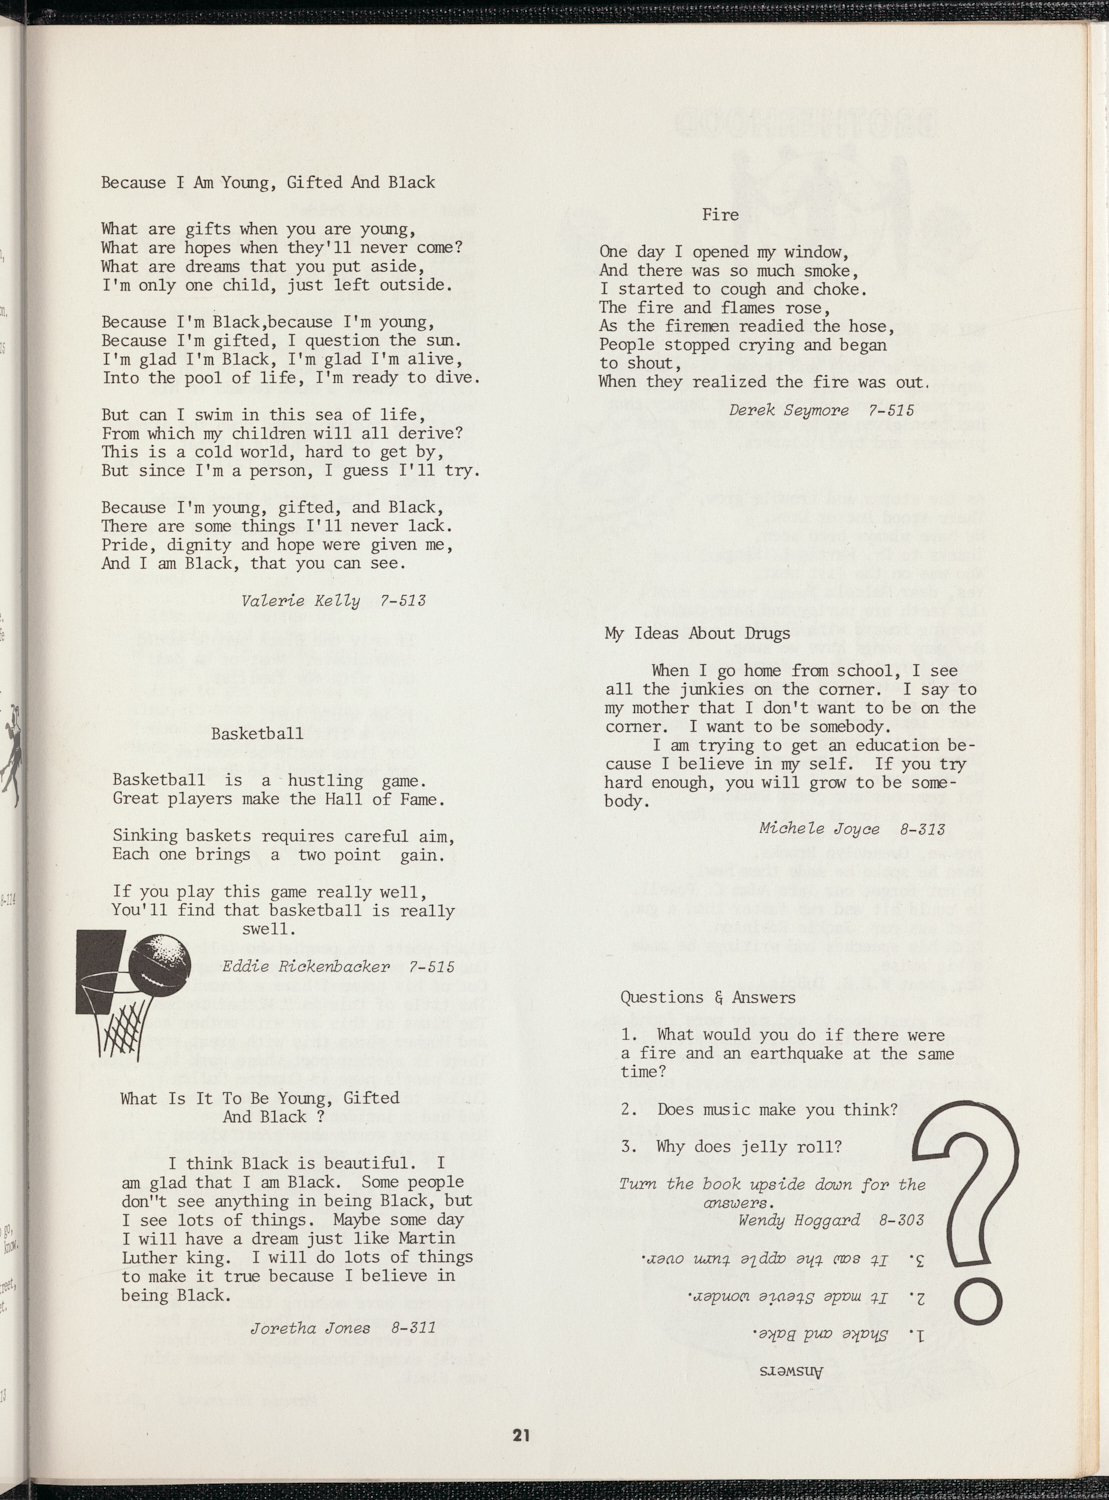 Because I Am Young, Gifted And Black
What are gifts when you are young,
What are hopes when they'll never come?
What are dreams that you put aside,
I'm only one child, just left outside.
Because I'm Black,because I'm young,
Because I'm gifted, I question the sun.
I'm glad I'm Black, I'm glad I'm alive,
Into the pool of life, I'm ready to dive.
But can I swim in this sea of life,
From which my children will all derive?
This is a cold world, hard to get by,
But since I'm a person, I guess I'll try.
Because I'm young, gifted, and Black,
There are some things I'll never lack.
Pride, dignity and hope were given me,
And I am Black, that you can see.
Valerie Kelly 7-513
Basketball
Basketball is a hustling game.
Great players make the Hall of Fame.
Sinking baskets requires careful aim,
Each one brings a two point gain.
If you play this game really well,
You'll find that basketball is really
swell.
Eddie Rickenbacker 7-515
What Is It To Be Young, Gifted
And Black ?
I think Black is beautiful. I
am glad that I am Black. Some people
don"t see anything in being Black, but
I see lots of things. Maybe some day
I will have a dream just like Martin
Luther king. I will do lots of things
to make it true because I believe in
being Black.
Joretha Jones 8-311
Fire
One day I opened my window,
And there was so much smoke,
I started to cough and choke.
The fire and flames rose,
As the firemen readied the hose,
People stopped crying and began
to shout,
When they realized the fire was out.
Derek Seymore 7-515
My Ideas About Drugs
When I go home from school, I see
all the junkies on the corner. I say to
my mother that I don't want to be on the
corner. I want to be somebody.
I am trying to get an education be-
cause I believe in my self. If you try
hard enough, you will grow to be some-
body.
Michele Joyce 8-313
Questions & Answers
1. What would you do if there were
a fire and an earthquake at the same
time?
2. Does music make you think?
3. Why does jelly roll?
Turn the book upside down for the
answers.
Wendy Hoggard 8-303
Answers
1. Shake and Bake.
2. It made Stevie wonder.
3. It saw the apple turn over.
?
21